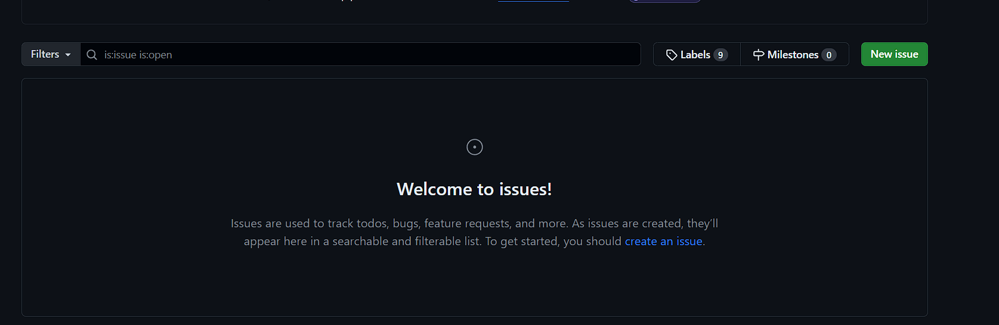 Filters is:issue is:open Labels 9 Milestones 0 New issue
Welcome to issues!
Issues are used to track todos, bugs, feature requests, and more. As issues are created, they’ll
appear here in a searchable and filterable list. To get started, you should create an issue.